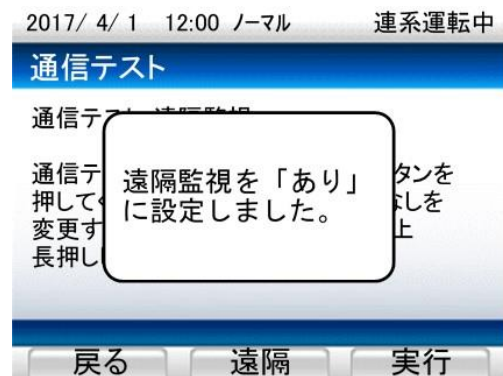 2017/ 4/ 1 12:00 ノーマル 連系運転中
通信テスト
通信テ
通信テ タンを
押して なしを
変更す 上
長押し
遠隔監視を「あり」
に設定しました。
戻る 遠隔 実行